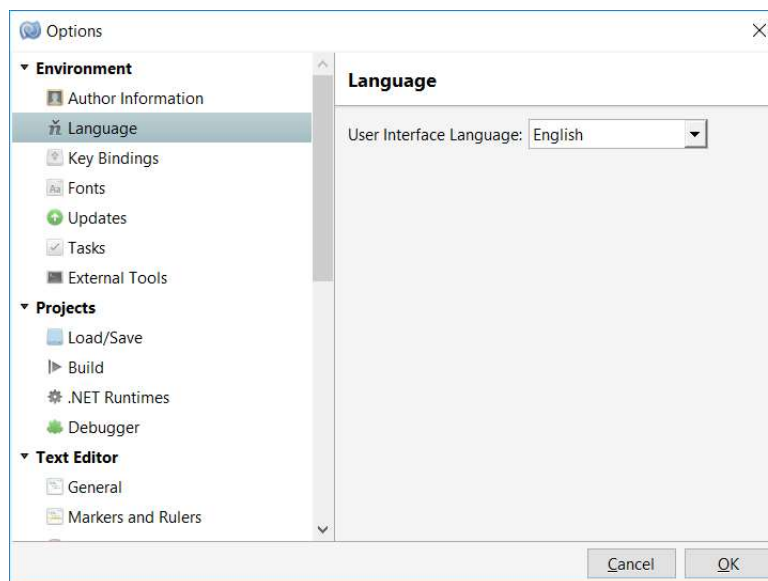 Options
Environment
Author Information
Language
Key Bindings
Fonts
Updates
Tasks
External Tools
Projects
Load/Save
Build
.NET Runtimes
Debugger
Text Editor
General
Markers and Rulers
Language
User Interface Language: English
Cancel
OK